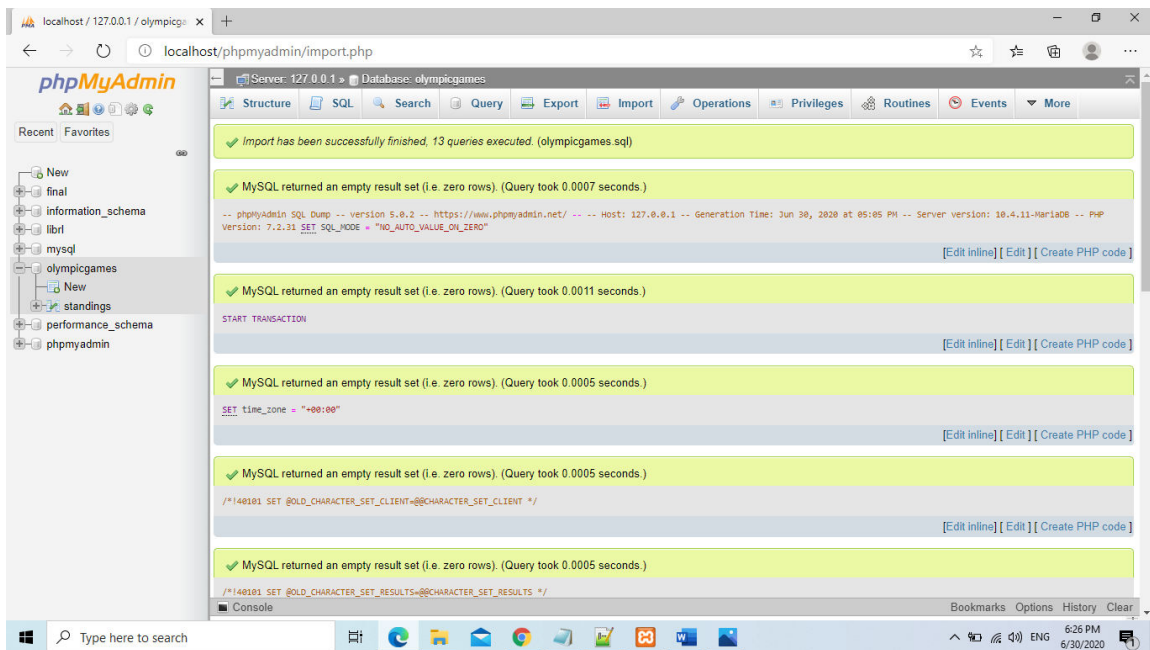 localhost / 127.0.0.1 / olympicga
localhost/phpmyadmin/import.php
phpMyAdmin
Recent Favorites
New
final
information_schema
librl
mysql
olympicgames
New
standings
performance_schema
phpmyadmin
Server: 127.0.0.1 » Database: olympicgames
Structure SQL Search Query Export Import Operations Privileges Routines Events More
Import has been successfully finished, 13 queries executed. (olympicgames.sql)
MySQL returned an empty result set (i.e. zero rows). (Query took 0.0007 seconds.)
-- phpMyAdmin SQL Dump -- version 5.0.2 -- https://www.phpmyadmin.net/ -- -- Host: 127.0.0.1 -- Generation Time: Jun 30, 2020 at 05:05 PM -- Server version: 10.4.11-MariaDB -- PHP
Version: 7.2.31 SET SQL_MODE = "NO_AUTO_VALUE_ON_ZERO"
[Edit inline] [ Edit ] [ Create PHP code ]
MySQL returned an empty result set (i.e. zero rows). (Query took 0.0011 seconds.)
START TRANSACTION
[Edit inline] [ Edit ] [ Create PHP code ]
MySQL returned an empty result set (i.e. zero rows). (Query took 0.0005 seconds.)
SET time_zone = "+00:00"
[Edit inline] [ Edit ] [ Create PHP code ]
MySQL returned an empty result set (i.e. zero rows). (Query took 0.0005 seconds.)
/*!40101 SET @OLD_CHARACTER_SET_CLIENT=@@CHARACTER_SET_CLIENT */
[Edit inline] [ Edit ] [ Create PHP code ]
MySQL returned an empty result set (i.e. zero rows). (Query took 0.0005 seconds.)
/*!40101 SET @OLD_CHARACTER_SET_RESULTS=@@CHARACTER_SET_RESULTS */
Console
Bookmarks Options History Clear
Type here to search
ENG
6:26 PM
6/30/2020